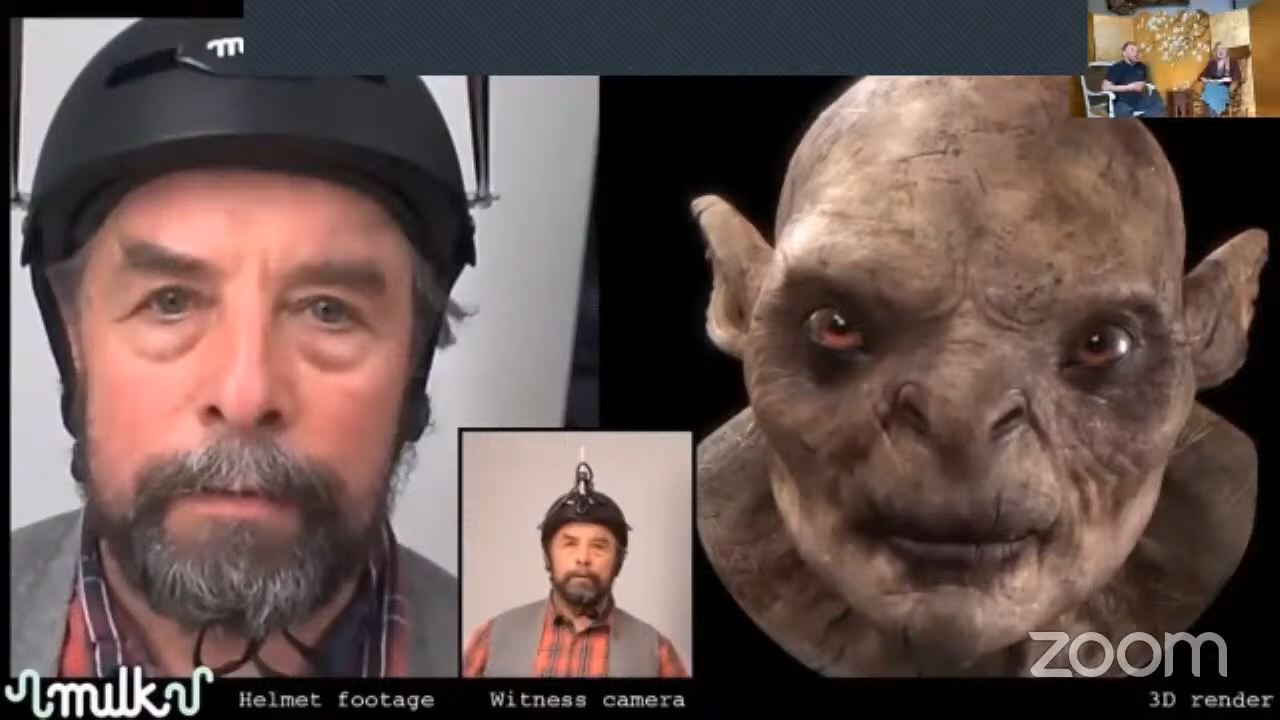 zoom
milk
Helmet footage
Witness camera
3D render